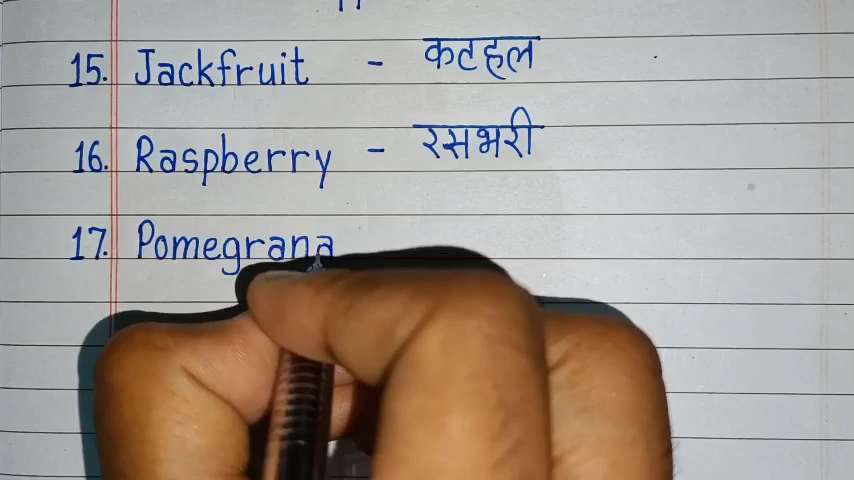 15. Jackfruit - कटहल
16. Raspberry - रसभरी
17. Pomegrana